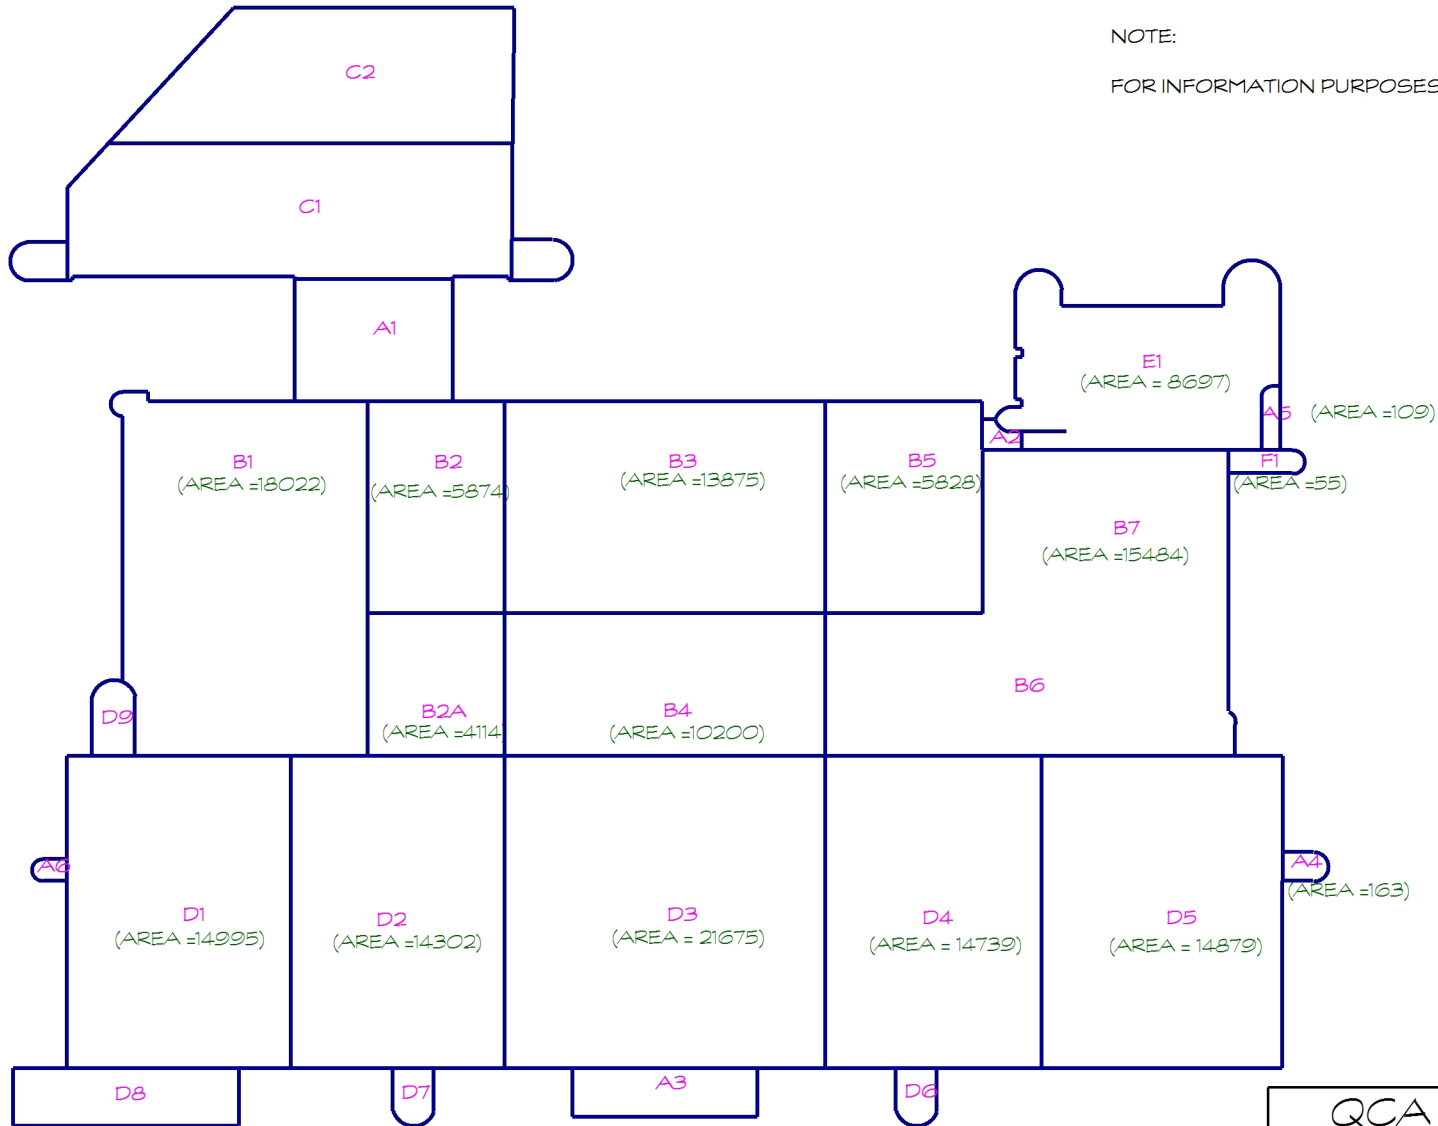 NOTE:
FOR INFORMATION PURPOSES
C2
C1
A1
E1
(AREA = 8697)
A5 (AREA =109)
A2
B1
(AREA =18022)
B2
(AREA =5874)
B3
(AREA =13875)
B5
(AREA =5828)
F1
(AREA =55)
B7
(AREA =15484)
B6
D9
B2A
(AREA =4114)
B4
(AREA =10200)
A6
A4
(AREA =163)
D1
(AREA =14995)
D2
(AREA =14302)
D3
(AREA = 21675)
D4
(AREA = 14739)
D5
(AREA = 14879)
D8
D7
A3
D6
QCA